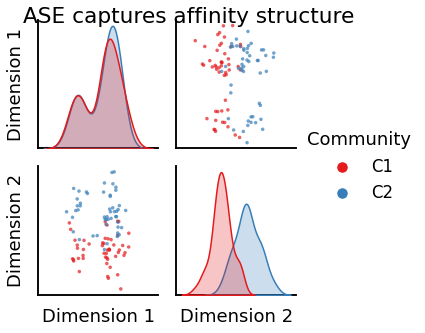 ASE captures affinity structure
Dimension 1
Community
C1
C2
Dimension 2
Dimension 1
Dimension 2